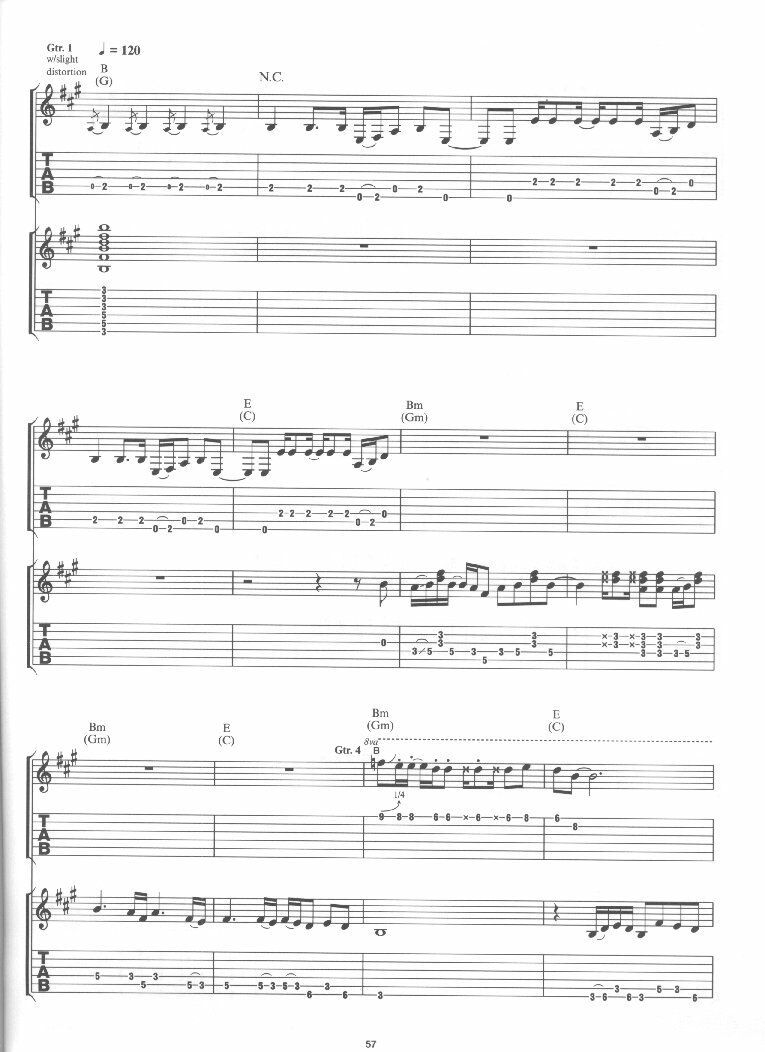 Gtr. 1 ♩ = 120
w/slight
distortion B
(G) N.C.
T
A
B
0 2 0 2 0 2 0 2 2 2 2 0 2 0 2 0 0 2 2 2 2 2 0 2 0
T
A
B
3
3
3
5
5
3
E
(C) Bm
(Gm) E
(C)
T
A
B
2 2 2 0 2 0 2 0 0 2 2 2 2 2 0 2 0
T
A
B
0 3 5 5 3 3 5 3 5 3 3 5 × × 3 3 × × 3 3 3 3 5 3 3
Bm
(Gm) E
(C) Bm
(Gm) E
(C)
8va
Gtr. 4 B
1/4
T
A
B
9 8 8 6 6 × 6 × 6 8 6 8
T
A
B
5 3 5 3 5 3 5 5 3 5 3 6 3 6 3 3 6 3 6 3 5 3 6
57